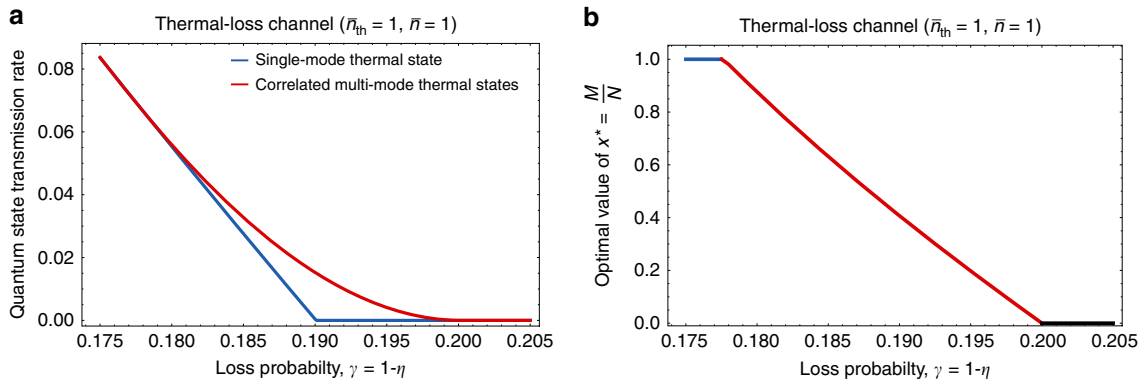 a
Thermal-loss channel (n̄th = 1, n̄ = 1)
Quantum state transmission rate
0.08
0.06
0.04
0.02
0.00
Single-mode thermal state
Correlated multi-mode thermal states
0.175 0.180 0.185 0.190 0.195 0.200 0.205
Loss probabilty, γ = 1-η
b
Thermal-loss channel (n̄th = 1, n̄ = 1)
Optimal value of x* = M/N
1.0
0.8
0.6
0.4
0.2
0.0
0.175 0.180 0.185 0.190 0.195 0.200 0.205
Loss probabilty, γ = 1-η